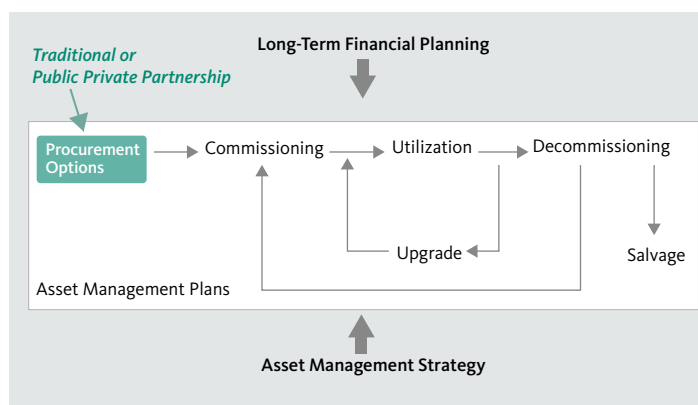 Long-Term Financial Planning
Traditional or
Public Private Partnership
Procurement
Options
Commissioning
Utilization
Decommissioning
Upgrade
Salvage
Asset Management Plans
Asset Management Strategy